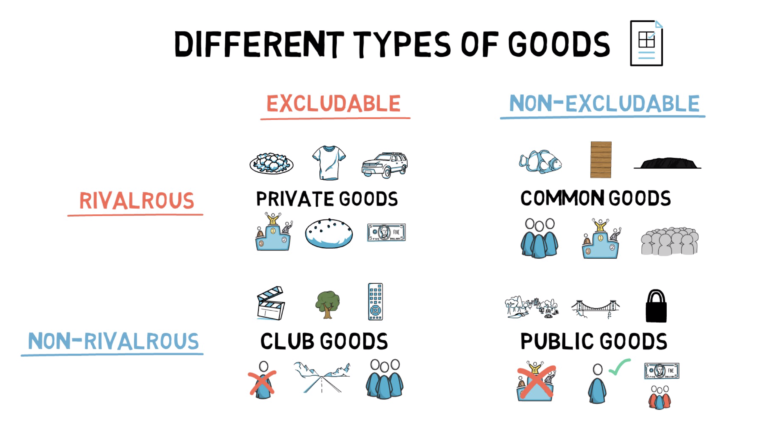 DIFFERENT TYPES OF GOODS
EXCLUDABLE
NON-EXCLUDABLE
RIVALROUS
PRIVATE GOODS
COMMON GOODS
NON-RIVALROUS
CLUB GOODS
PUBLIC GOODS